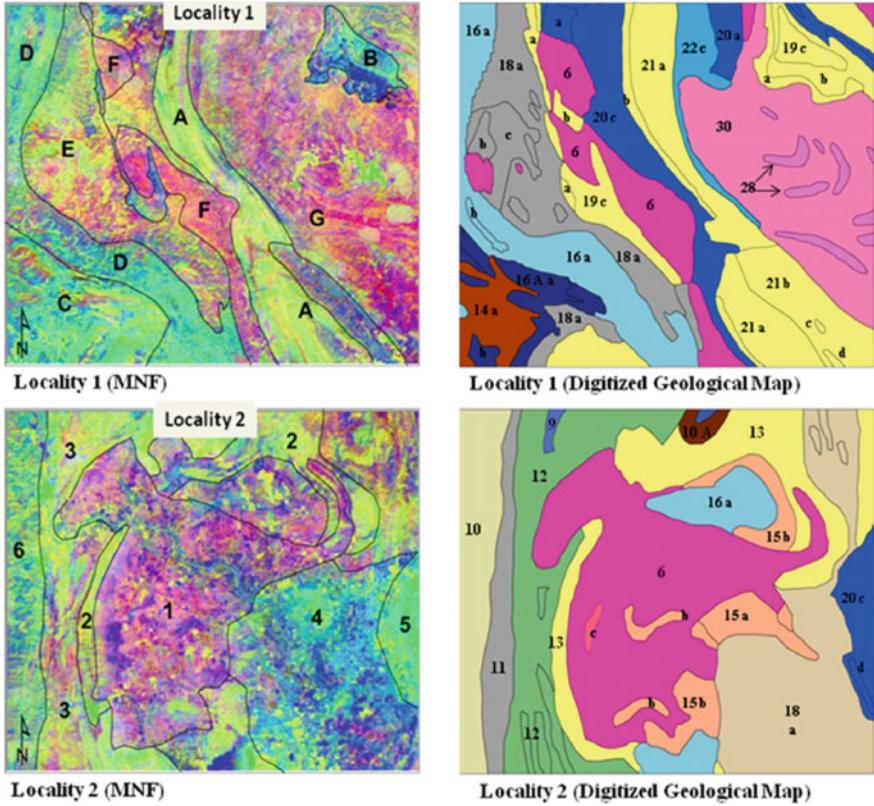 Locality 1
D
F
B
A
E
F
G
D
C
A
N
Locality 1 (MNF)
16 a
a
a
20 a
19 c
18 a
6
22 c
21 a
a
b
b
b
20 c
30
c
b
6
28
a
19 c
6
b
16 a
18 a
16 A a
21 b
14 a
18 a
21 a
c
b
d
Locality 1 (Digitized Geological Map)
Locality 2
3
2
6
1
4
2
5
3
N
Locality 2 (MNF)
9
10 A
13
12
10
16 a
15 b
6
20 c
b
15 a
c
13
11
d
b
15 b
18
a
12
Locality 2 (Digitized Geological Map)